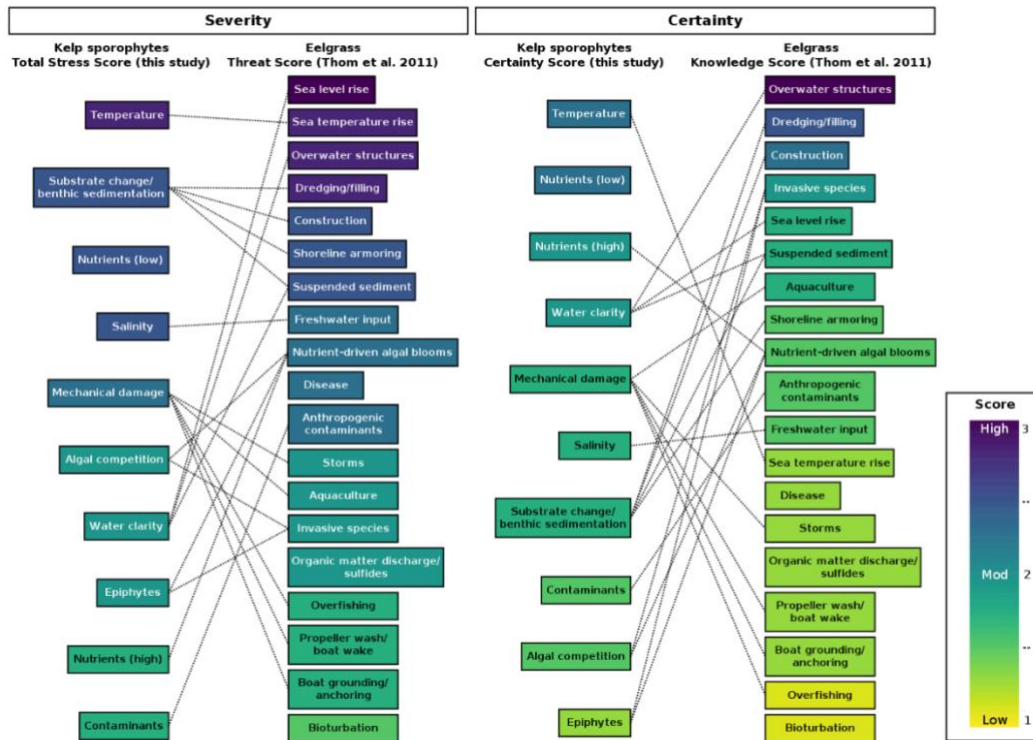 Severity
Kelp sporophytes
Total Stress Score (this study)
Eelgrass
Threat Score (Thom et al. 2011)
Temperature
Substrate change/
benthic sedimentation
Nutrients (low)
Salinity
Mechanical damage
Algal competition
Water clarity
Epiphytes
Nutrients (high)
Contaminants
Sea level rise
Sea temperature rise
Overwater structures
Dredging/filling
Construction
Shoreline armoring
Suspended sediment
Freshwater input
Nutrient-driven algal blooms
Disease
Anthropogenic
contaminants
Storms
Aquaculture
Invasive species
Organic matter discharge/
sulfides
Overfishing
Propeller wash/
boat wake
Boat grounding/
anchoring
Bioturbation
Certainty
Kelp sporophytes
Certainty Score (this study)
Eelgrass
Knowledge Score (Thom et al. 2011)
Temperature
Nutrients (low)
Nutrients (high)
Water clarity
Mechanical damage
Salinity
Substrate change/
benthic sedimentation
Contaminants
Algal competition
Epiphytes
Overwater structures
Dredging/filling
Construction
Invasive species
Sea level rise
Suspended sediment
Aquaculture
Shoreline armoring
Nutrient-driven algal blooms
Anthropogenic
contaminants
Freshwater input
Sea temperature rise
Disease
Storms
Organic matter discharge/
sulfides
Propeller wash/
boat wake
Boat grounding/
anchoring
Overfishing
Bioturbation
Score
High 3
..
Mod 2
..
Low 1